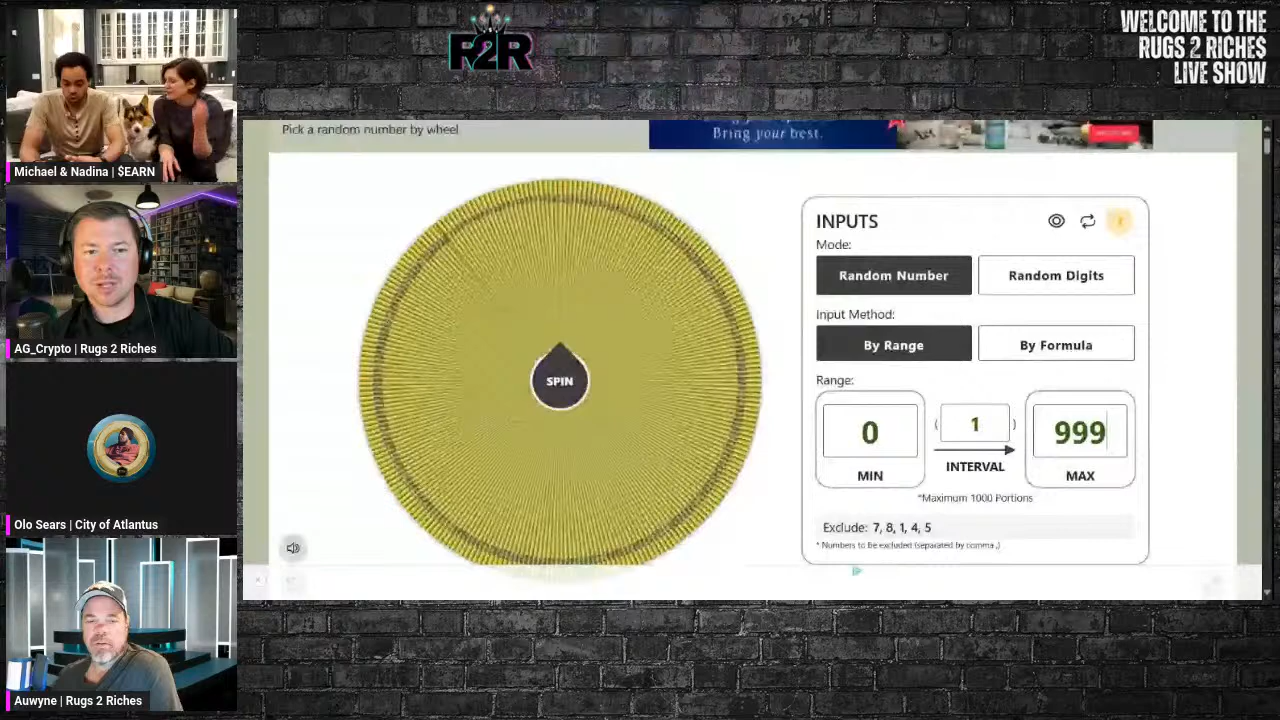 WELCOME TO THE
RUGS 2 RICHES
LIVE SHOW
R2R
Michael & Nadina | $EARN
AG_Crypto | Rugs 2 Riches
Olo Sears | City of Atlantus
Auwyne | Rugs 2 Riches
Pick a random number by wheel
Bring your best.
SPIN
INPUTS
Mode:
Random Number
Random Digits
Input Method:
By Range
By Formula
Range:
0
( 1 )
999
MIN
INTERVAL
MAX
*Maximum 1000 Portions
Exclude: 7, 8, 1, 4, 5
* Numbers to be excluded (separated by comma ,)